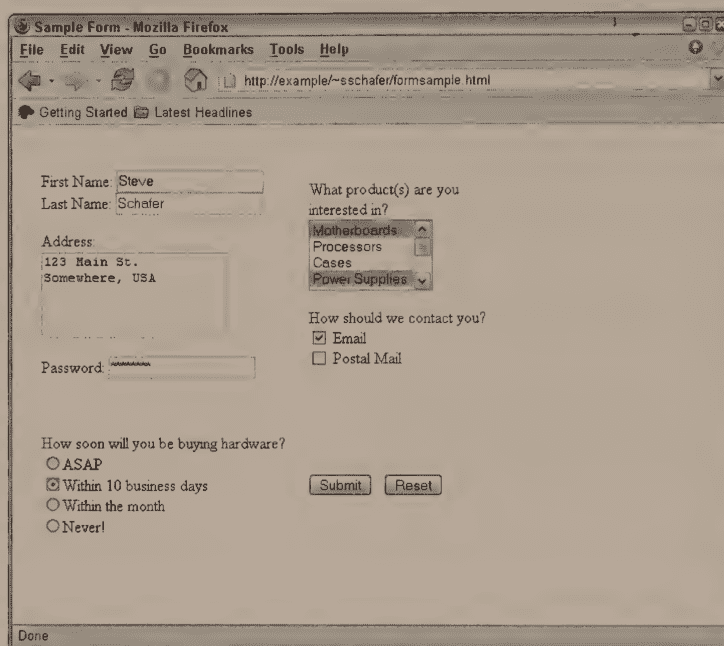 Sample Form - Mozilla Firefox
File Edit View Go Bookmarks Tools Help
http://example/~sschafer/formsample.html
Getting Started Latest Headlines
First Name: Steve
Last Name: Schafer
Address:
123 Main St.
Somewhere, USA
Password: ********
What product(s) are you
interested in?
Motherboards
Processors
Cases
Power Supplies
How should we contact you?
Email
Postal Mail
How soon will you be buying hardware?
ASAP
Within 10 business days
Within the month
Never!
Submit Reset
Done